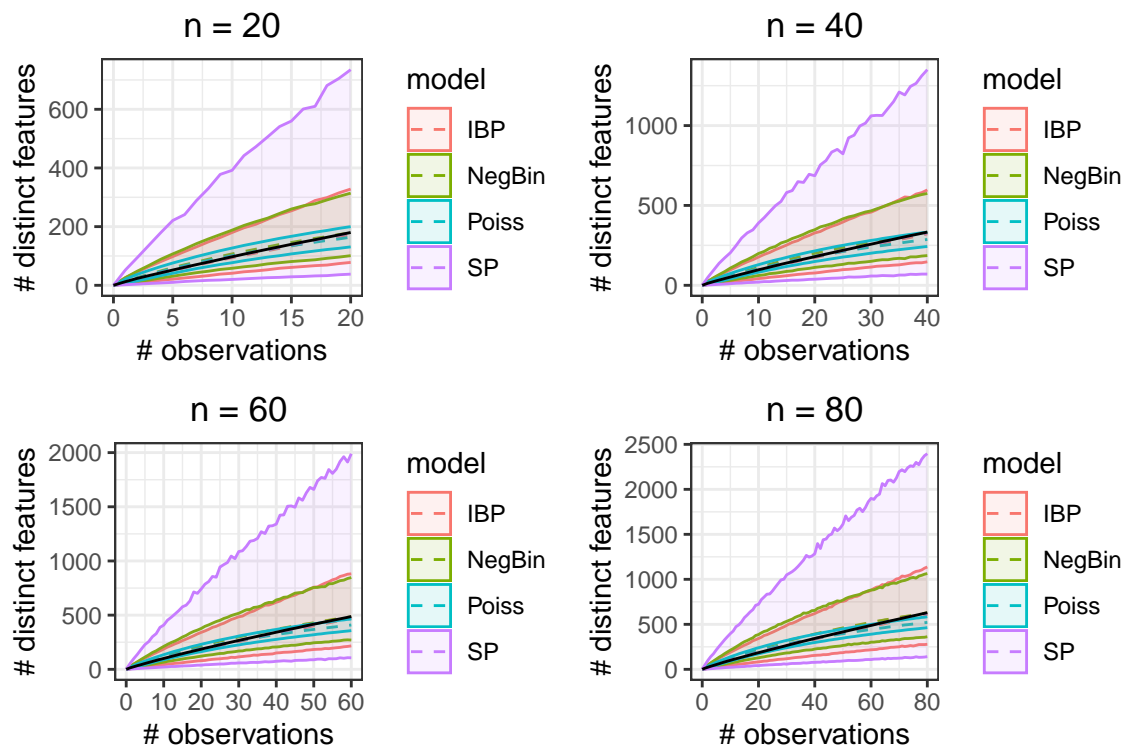 n = 20
# distinct features
600
400
200
0
0 5 10 15 20
# observations
model
IBP
NegBin
Poiss
SP
n = 40
# distinct features
1000
500
0
0 10 20 30 40
# observations
model
IBP
NegBin
Poiss
SP
n = 60
# distinct features
2000
1500
1000
500
0
0 10 20 30 40 50 60
# observations
model
IBP
NegBin
Poiss
SP
n = 80
# distinct features
2500
2000
1500
1000
500
0
0 20 40 60 80
# observations
model
IBP
NegBin
Poiss
SP